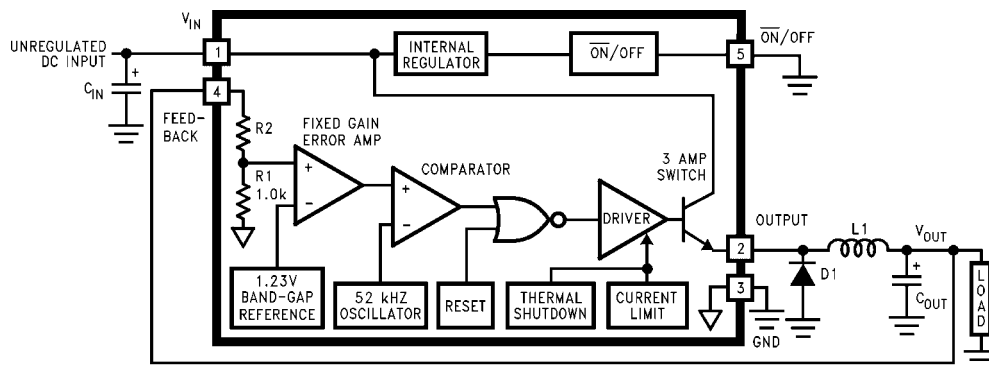 V_IN
UNREGULATED
DC INPUT
1
INTERNAL
REGULATOR
ON/OFF
5
ON/OFF
+
C_IN
4
FEED-
BACK
R2
FIXED GAIN
ERROR AMP
R1
1.0k
+
−
COMPARATOR
+
−
3 AMP
SWITCH
DRIVER
OUTPUT
2
L1
V_OUT
D1
+
C_OUT
LOAD
3
GND
1.23V
BAND-GAP
REFERENCE
52 kHZ
OSCILLATOR
RESET
THERMAL
SHUTDOWN
CURRENT
LIMIT